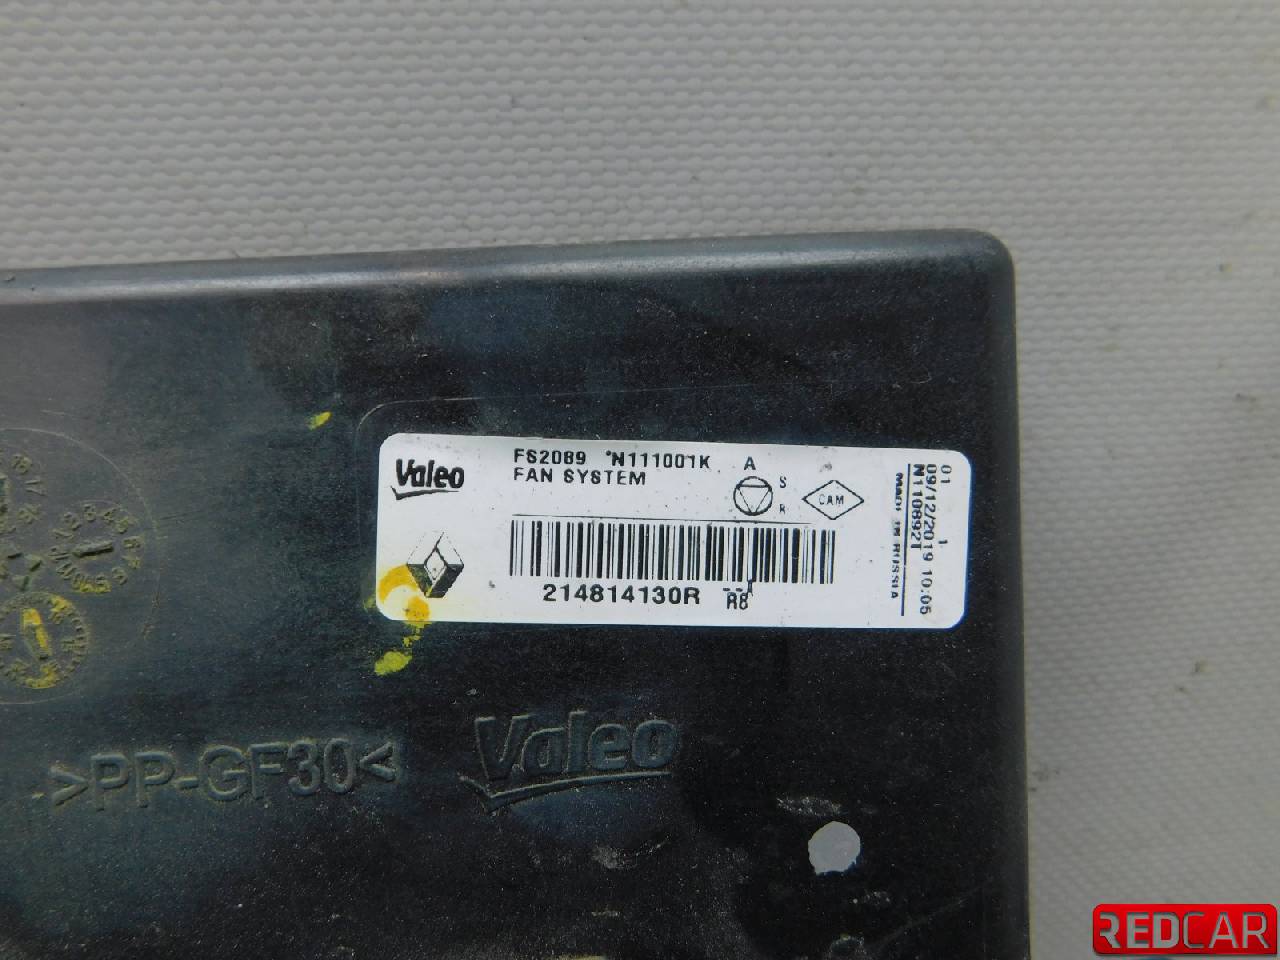 Valeo
FS2089 N111001K
FAN SYSTEM
A
S
R
CAM
214814130R
R8
01 1
09/12/2019 10:05
N110892T
MADE IN RUSSIA
>PP-GF30<
Valeo
REDCAR